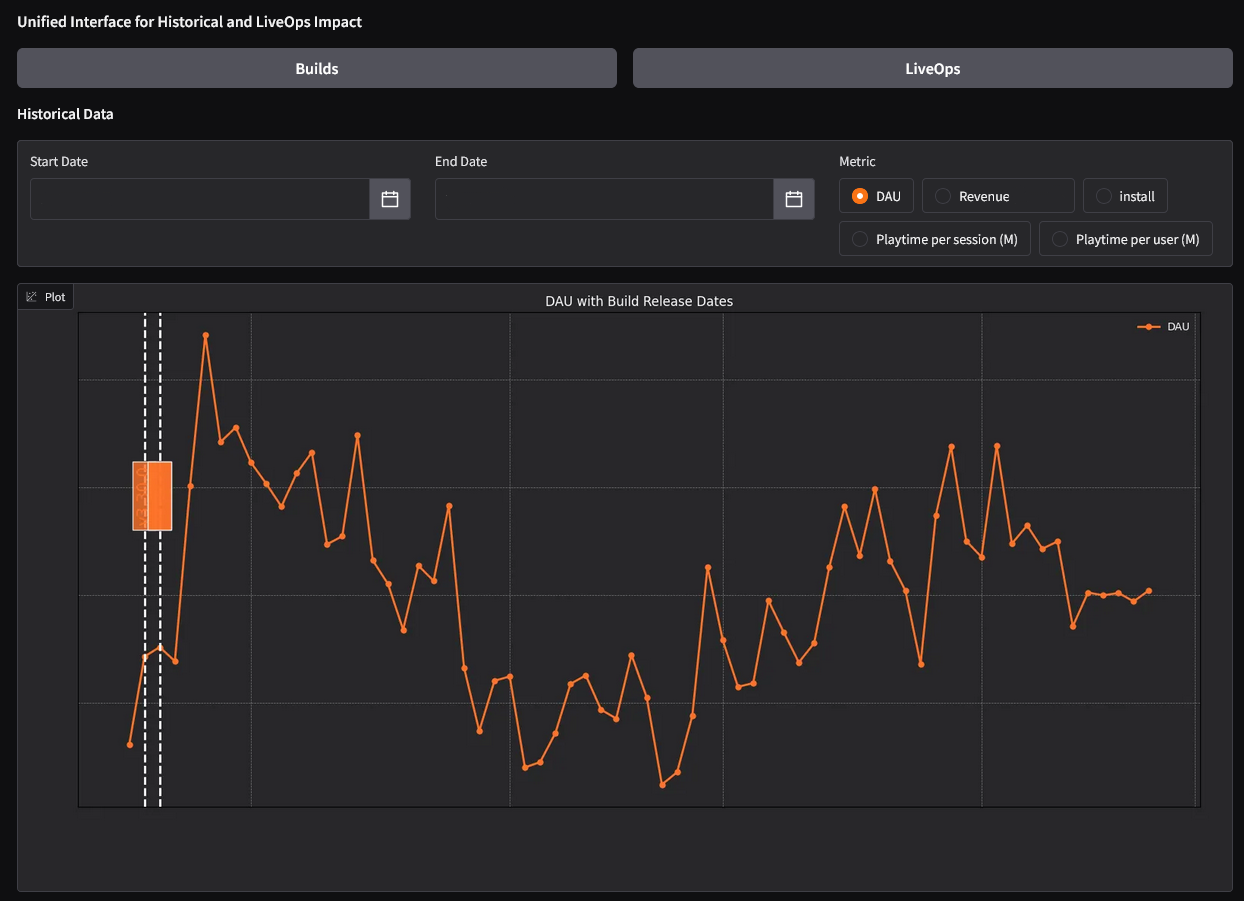 Unified Interface for Historical and LiveOps Impact
Builds
LiveOps
Historical Data
Start Date
End Date
Metric
DAU
Revenue
install
Playtime per session (M)
Playtime per user (M)
Plot
DAU with Build Release Dates
DAU